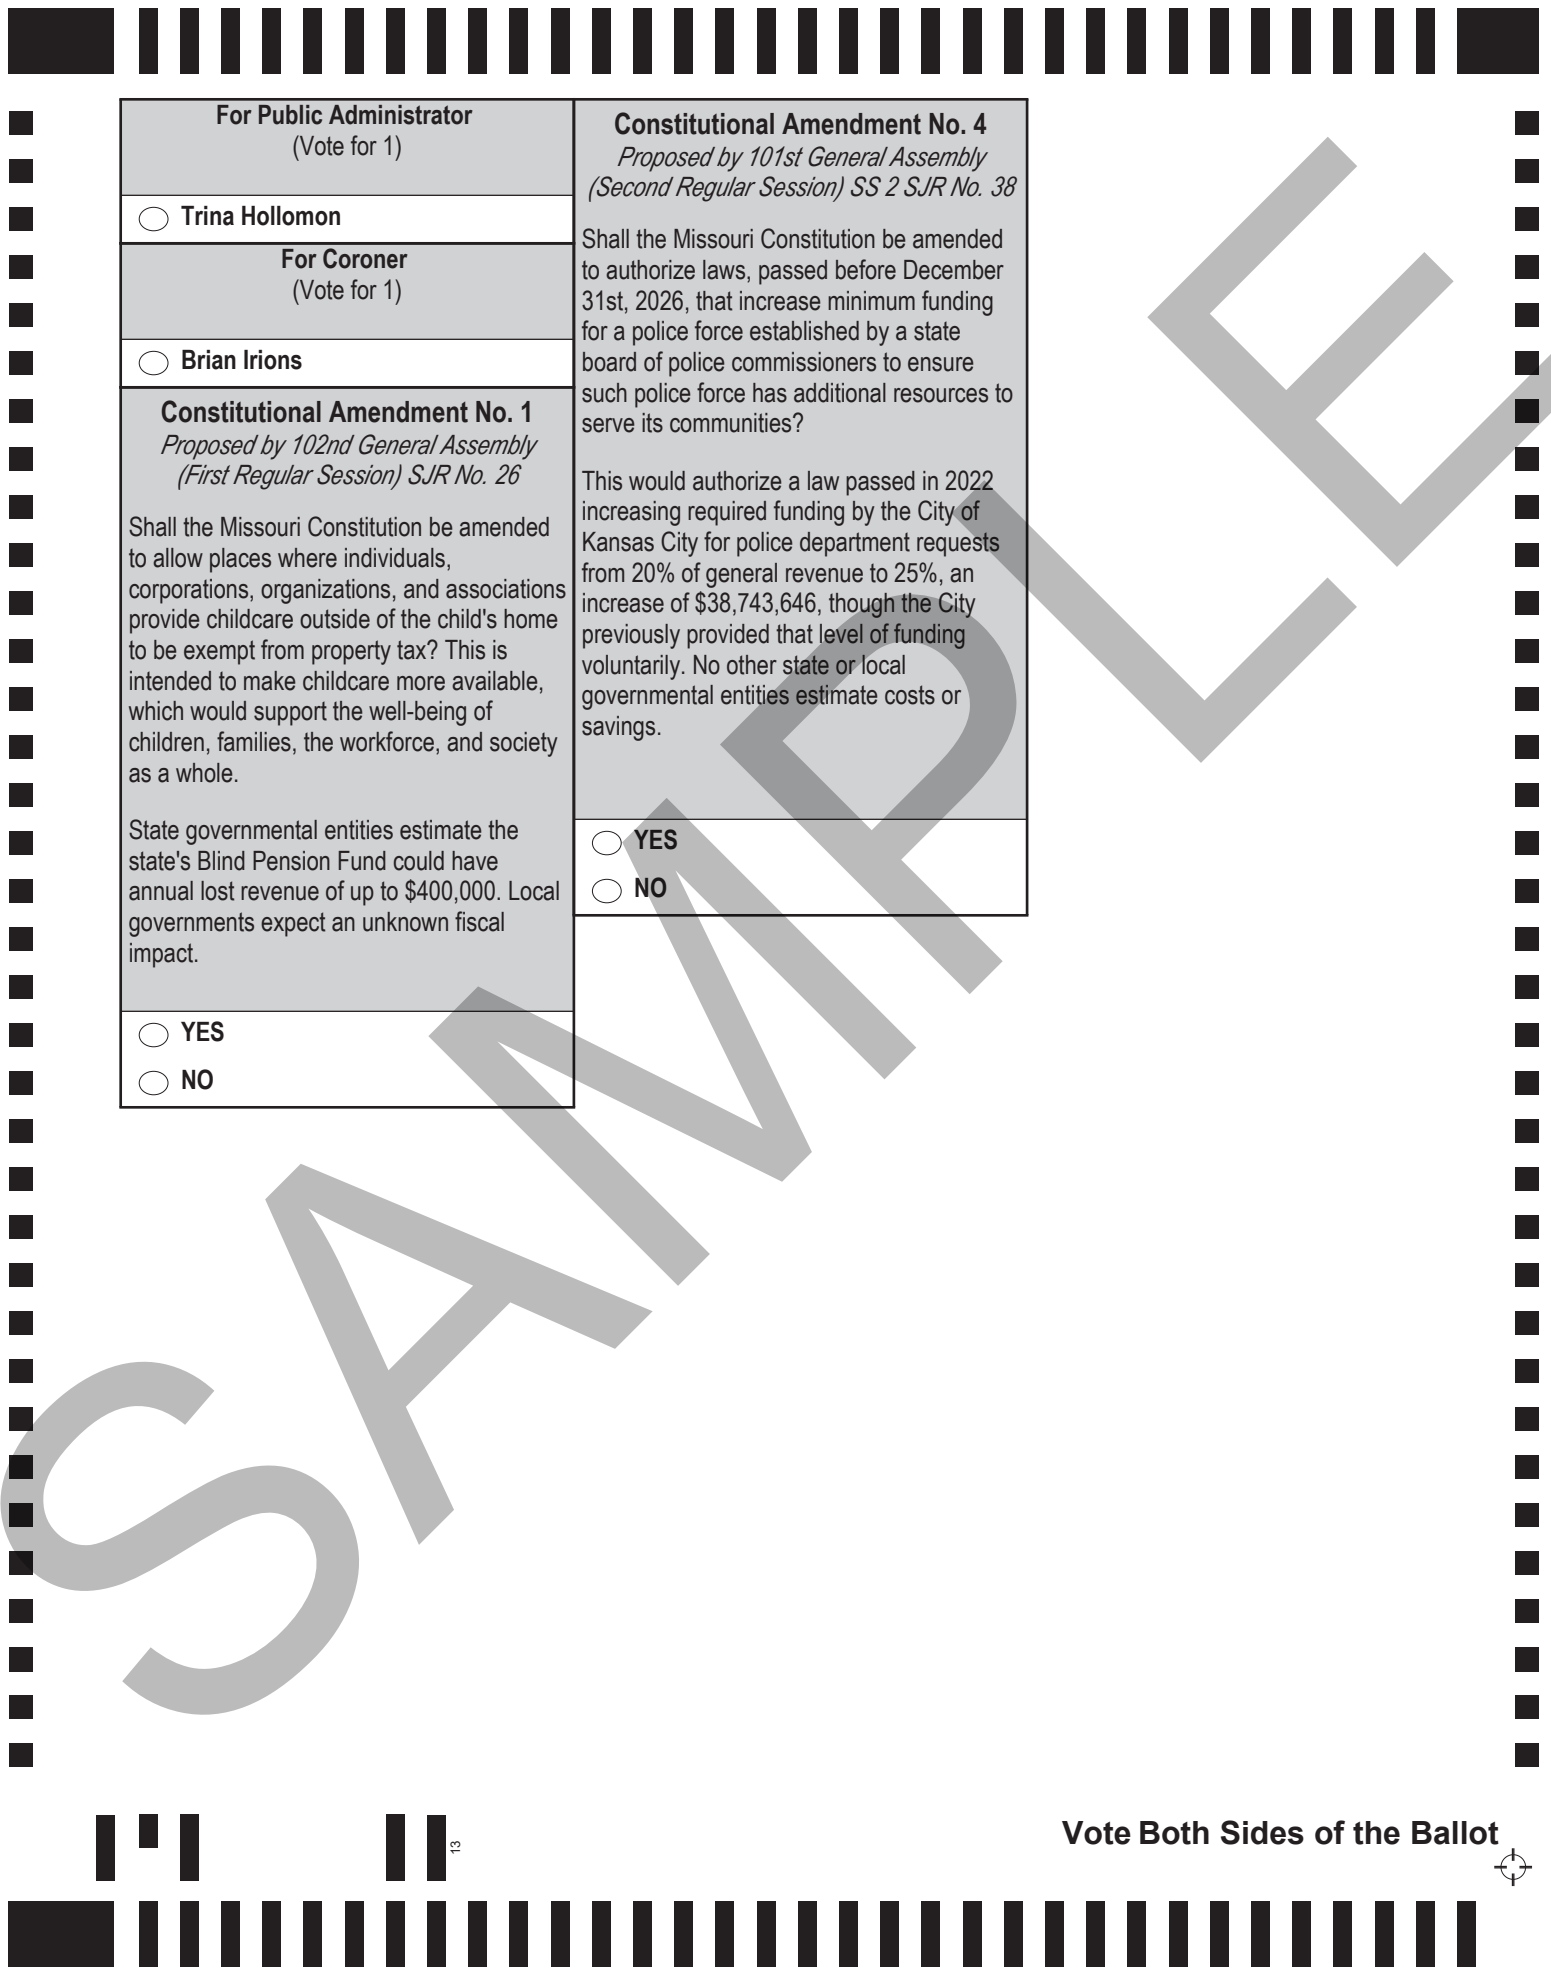 For Public Administrator
(Vote for 1)
Trina Hollomon
For Coroner
(Vote for 1)
Brian Irions
Constitutional Amendment No. 1
Proposed by 102nd General Assembly
(First Regular Session) SJR No. 26
Shall the Missouri Constitution be amended
to allow places where individuals,
corporations, organizations, and associations
provide childcare outside of the child's home
to be exempt from property tax? This is
intended to make childcare more available,
which would support the well-being of
children, families, the workforce, and society
as a whole.
State governmental entities estimate the
state's Blind Pension Fund could have
annual lost revenue of up to $400,000. Local
governments expect an unknown fiscal
impact.
YES
NO
Constitutional Amendment No. 4
Proposed by 101st General Assembly
(Second Regular Session) SS 2 SJR No. 38
Shall the Missouri Constitution be amended
to authorize laws, passed before December
31st, 2026, that increase minimum funding
for a police force established by a state
board of police commissioners to ensure
such police force has additional resources to
serve its communities?
This would authorize a law passed in 2022
increasing required funding by the City of
Kansas City for police department requests
from 20% of general revenue to 25%, an
increase of $38,743,646, though the City
previously provided that level of funding
voluntarily. No other state or local
governmental entities estimate costs or
savings.
YES
NO
SAMPLE
13
Vote Both Sides of the Ballot